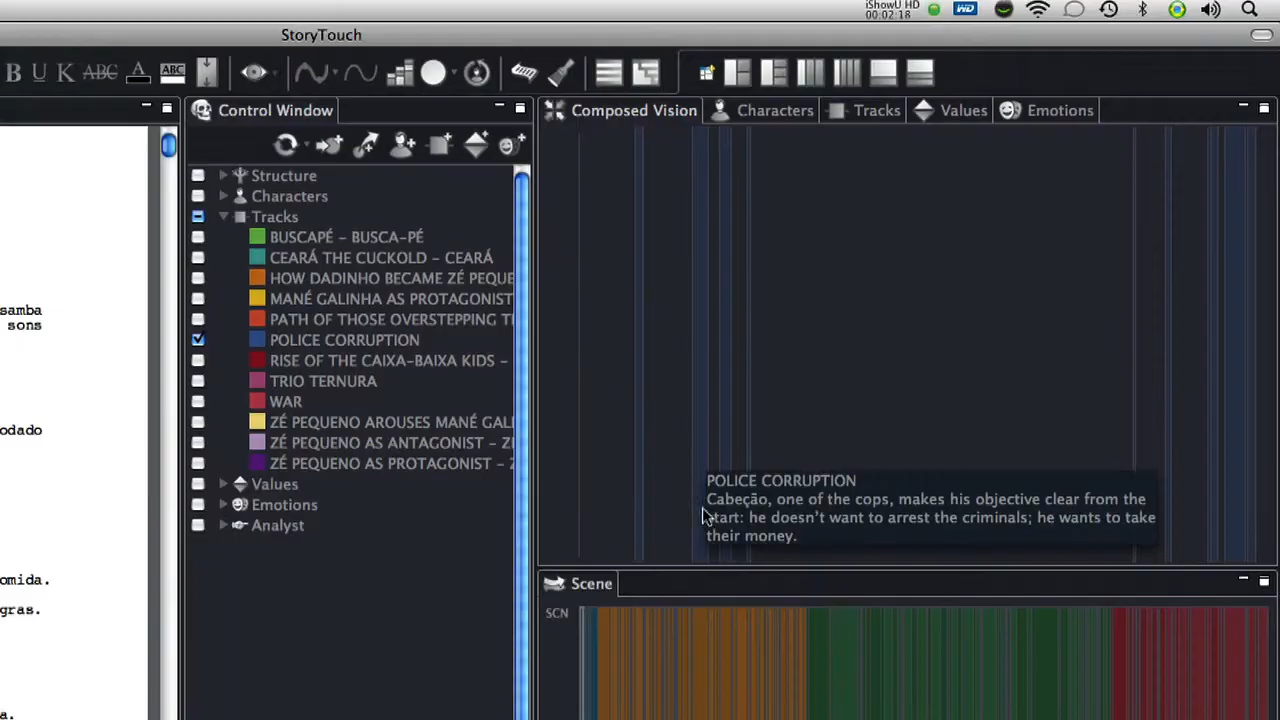 iShowU HD
00:02:18
WD
StoryTouch
B U K ABC A ABC
Control Window
Composed Vision
Characters
Tracks
Values
Emotions
Structure
Characters
Tracks
BUSCAPÉ – BUSCA-PÉ
CEARÁ THE CUCKOLD – CEARÁ
HOW DADINHO BECAME ZÉ PEQUE
MANÉ GALINHA AS PROTAGONIST
PATH OF THOSE OVERSTEPPING T
POLICE CORRUPTION
RISE OF THE CAIXA-BAIXA KIDS –
TRIO TERNURA
WAR
ZÉ PEQUENO AROUSES MANÉ GALI
ZÉ PEQUENO AS ANTAGONIST – Z
ZÉ PEQUENO AS PROTAGONIST – Z
Values
Emotions
Analyst
samba
sons
odado
omida.
gras.
a.
POLICE CORRUPTION
Cabeção, one of the cops, makes his objective clear from the
start: he doesn't want to arrest the criminals; he wants to take
their money.
Scene
SCN